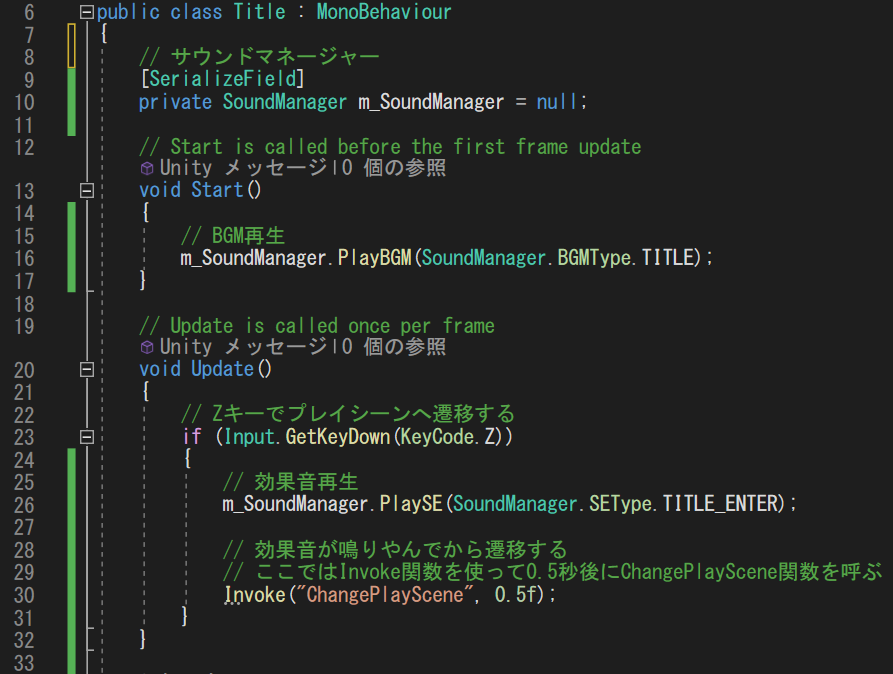 6 public class Title : MonoBehaviour
7 {
8 // サウンドマネージャー
9 [SerializeField]
10 private SoundManager m_SoundManager = null;
11
12 // Start is called before the first frame update
Unity メッセージ|0 個の参照
13 void Start()
14 {
15 // BGM再生
16 m_SoundManager.PlayBGM(SoundManager.BGMType.TITLE);
17 }
18
19 // Update is called once per frame
Unity メッセージ|0 個の参照
20 void Update()
21 {
22 // Zキーでプレイシーンへ遷移する
23 if (Input.GetKeyDown(KeyCode.Z))
24 {
25 // 効果音再生
26 m_SoundManager.PlaySE(SoundManager.SEType.TITLE_ENTER);
27
28 // 効果音が鳴りやんでから遷移する
29 // ここではInvoke関数を使って0.5秒後にChangePlayScene関数を呼ぶ
30 Invoke("ChangePlayScene", 0.5f);
31 }
32 }
33